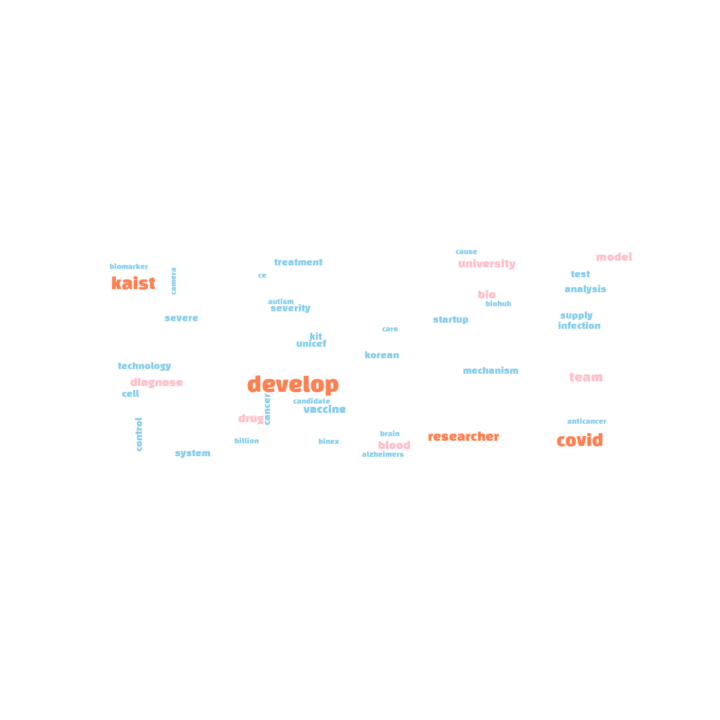 cause
university
model
treatment
biomarker
camera
kaist
ce
test
analysis
bio
autism
biohub
severity
severe
startup
supply
infection
care
kit
unicef
korean
technology
mechanism
team
diagnose
develop
cell
cancer
candidate
vaccine
drug
anticancer
control
brain
researcher
covid
billion
binex
blood
system
alzheimers